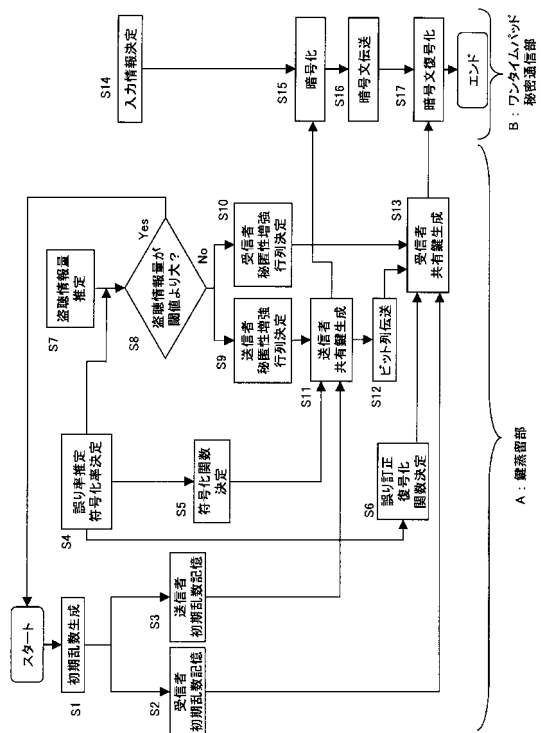 スタート
S1
初期乱数生成
S2
受信者
初期乱数記憶
S3
送信者
初期乱数記憶
S4
誤り率推定
符号化率決定
S5
符号化関数
決定
S6
誤り訂正
復号化
関数決定
S7
盗聴情報量
推定
S8
盗聴情報量が
閾値より大?
Yes
No
S9
送信者
秘匿性増強
行列決定
S10
受信者
秘匿性増強
行列決定
S11
送信者
共有鍵生成
S12
ビット列伝送
S13
受信者
共有鍵生成
S14
入力情報決定
S15
暗号化
S16
暗号文伝送
S17
暗号文復号化
エンド
A:鍵蒸留部
B:ワンタイムパッド
秘密通信部